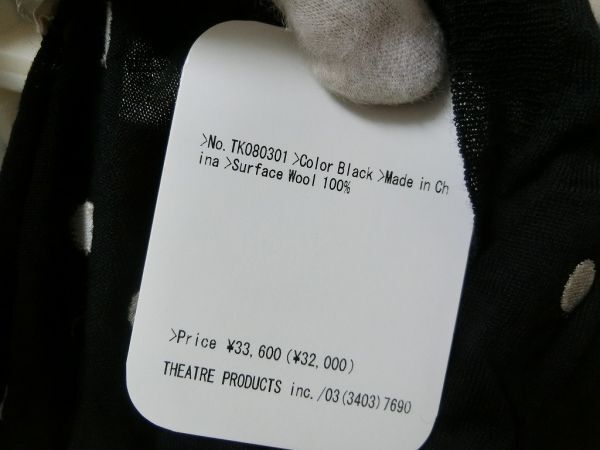 >No. TK080301 >Color Black >Made in Ch
ina >Surface Wool 100%
>Price ¥33,600(¥32,000)
THEATRE PRODUCTS inc./03(3403)7690